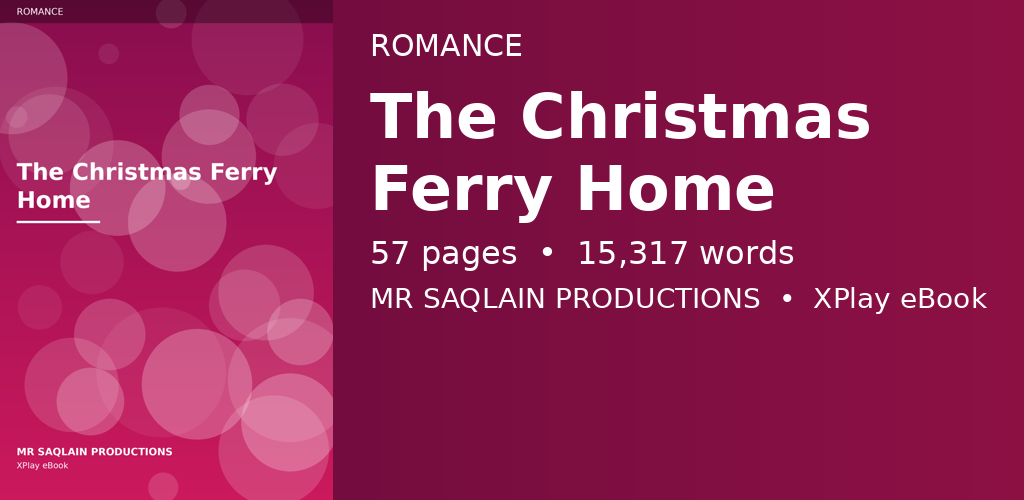 ROMANCE
The Christmas Ferry
Home
MR SAQLAIN PRODUCTIONS
XPlay eBook
ROMANCE
The Christmas
Ferry Home
57 pages • 15,317 words
MR SAQLAIN PRODUCTIONS • XPlay eBook